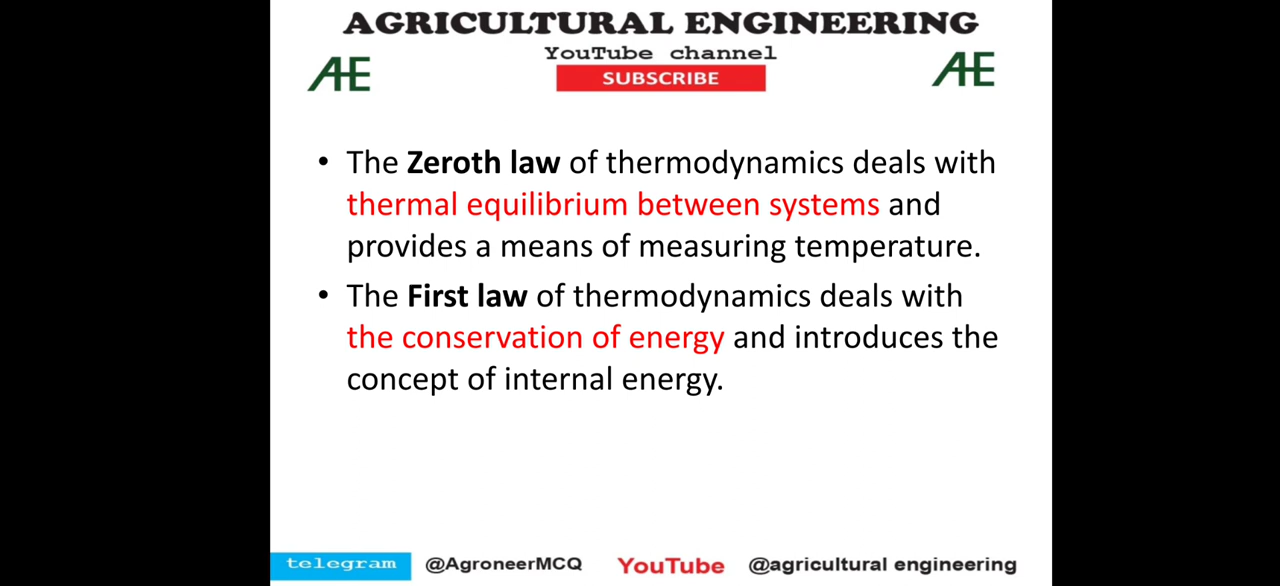 AGRICULTURAL ENGINEERING
YouTube channel
SUBSCRIBE
AE
AE
• The Zeroth law of thermodynamics deals with
thermal equilibrium between systems and
provides a means of measuring temperature.
• The First law of thermodynamics deals with
the conservation of energy and introduces the
concept of internal energy.
telegram @AgroneerMCQ YouTube @agricultural engineering